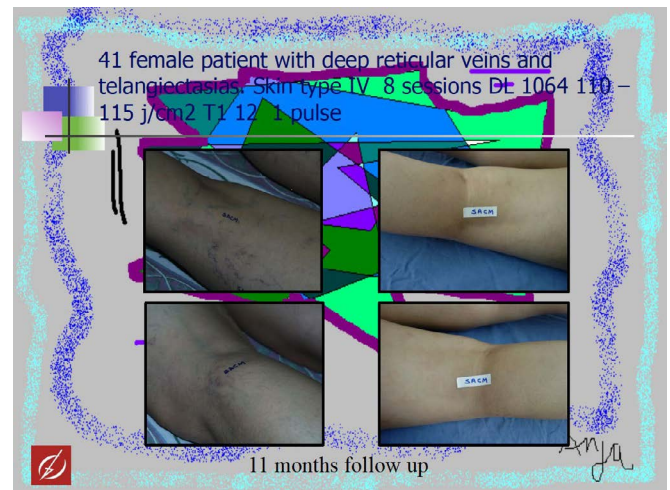 41 female patient with deep reticular veins and
telangiectasias. Skin type IV 8 sessions DL 1064 110 –
115 j/cm2 T1 12 1 pulse
SACM
SACM
SACM
SACM
Anja
11 months follow up